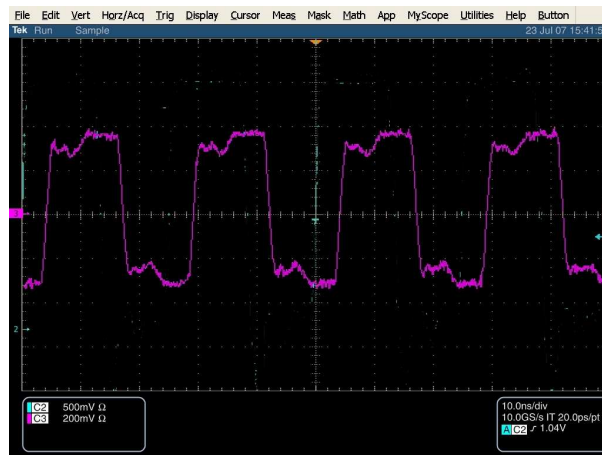 File Edit Vert Horz/Acq Trig Display Cursor Meas Mask Math App MyScope Utilities Help Button
Tek Run Sample 23 Jul 07 15:41:5
3
2
C2 500mV Ω
C3 200mV Ω
10.0ns/div
10.0GS/s IT 20.0ps/pt
A C2 ∫ 1.04V